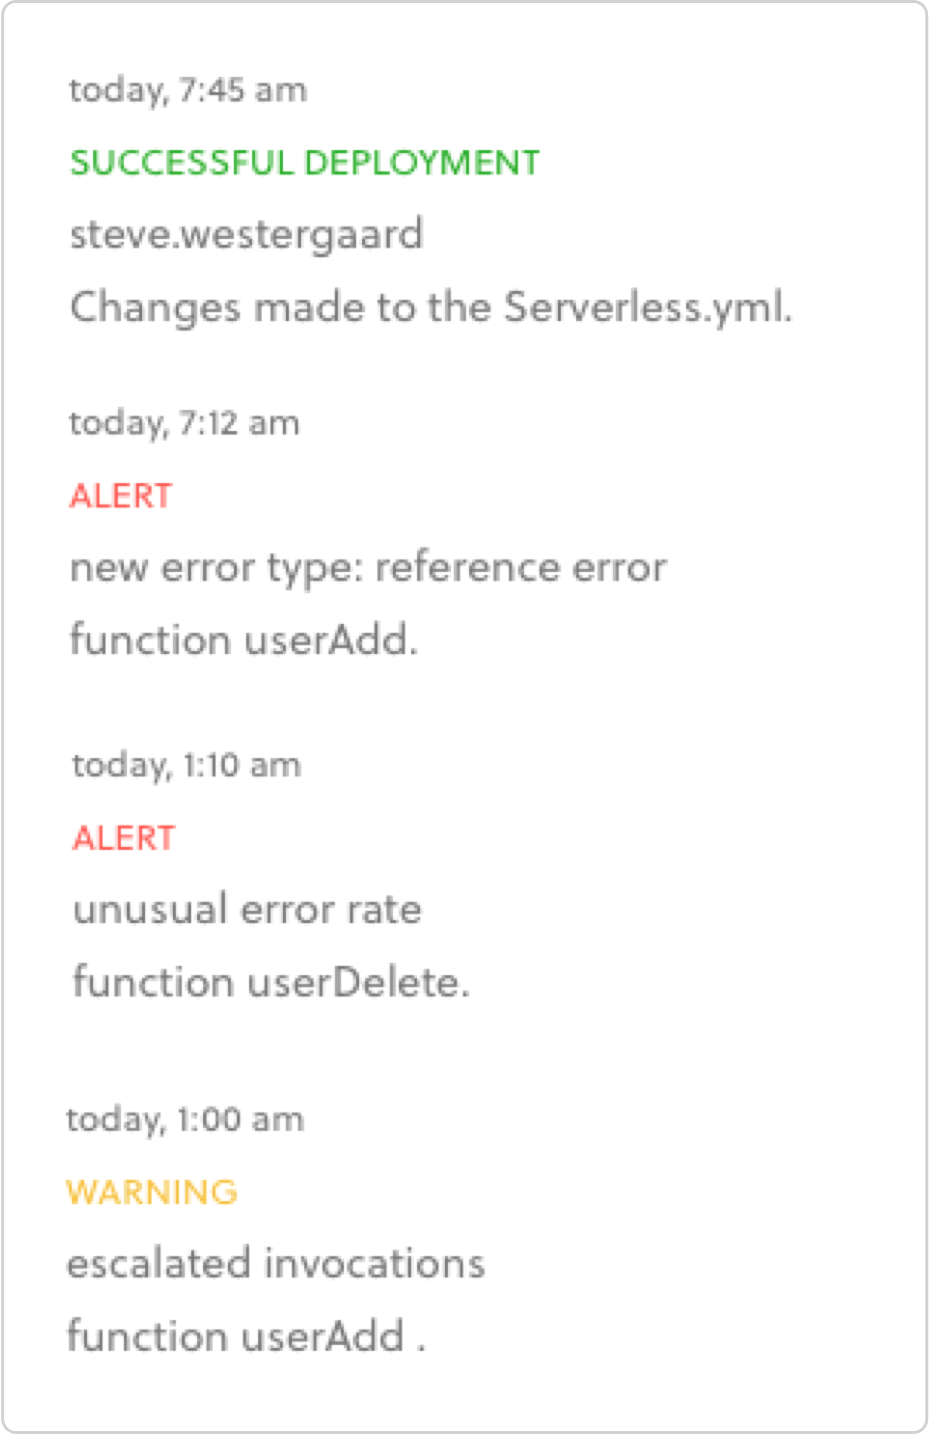 today, 7:45 am
SUCCESSFUL DEPLOYMENT
steve.westergaard
Changes made to the Serverless.yml.
today, 7:12 am
ALERT
new error type: reference error
function userAdd.
today, 1:10 am
ALERT
unusual error rate
function userDelete.
today, 1:00 am
WARNING
escalated invocations
function userAdd .